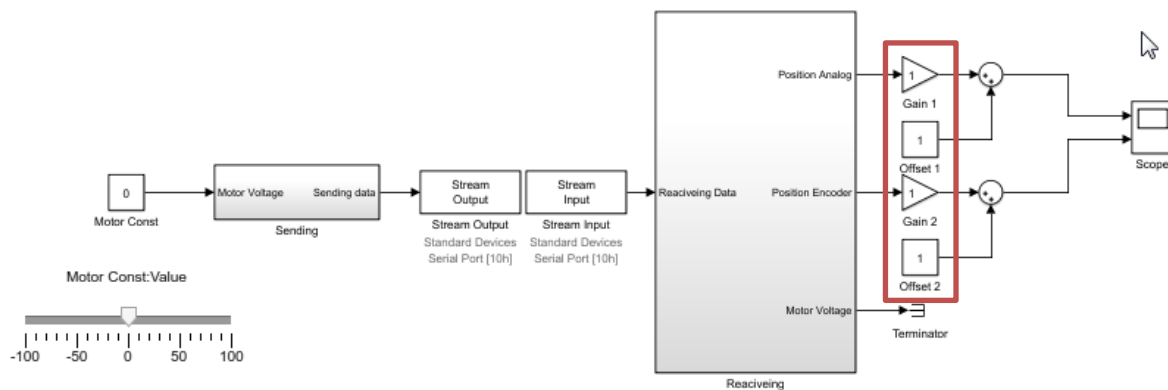 Position Analog
1
Gain 1
1
Offset 1
Scope
0
Motor Const
Motor Voltage
Sending data
Sending
Stream
Output
Stream Output
Standard Devices
Serial Port [10h]
Stream
Input
Stream Input
Standard Devices
Serial Port [10h]
Reaciveing Data
Position Encoder
1
Gain 2
1
Offset 2
Motor Voltage
Terminator
Reaciveing
Motor Const:Value
-100 -50 0 50 100